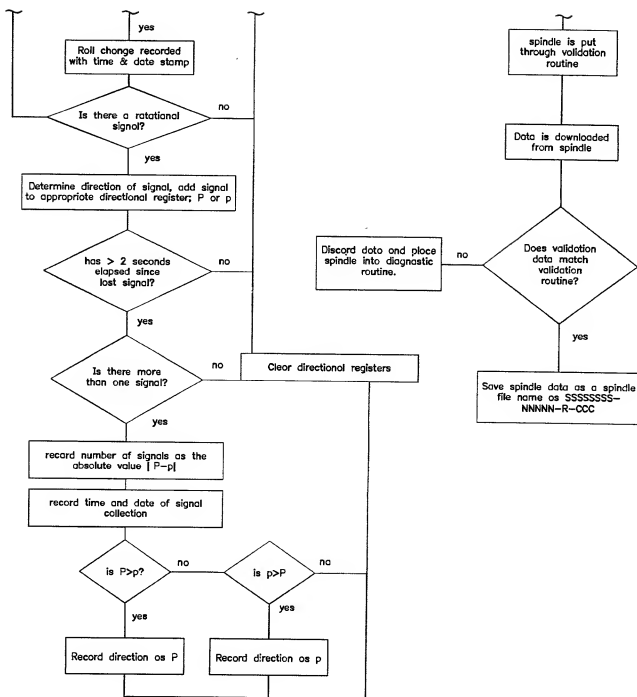 yes
Roll change recorded
with time & date stamp
Is there a ratational
signal?
no
yes
Determine direction of signal, add signal
to appropriote directional register; P or p
has > 2 seconds
elapsed since
lost signal?
no
yes
Is there more
than one signal?
no
Cleor directional registers
yes
record number of signals as the
absolute value | P-p|
record time and date of signal
collection
is P>p?
no
is p>P
na
yes
yes
Record direction os P
Record direction os p
spindle is put
through validation
routine
Data is downloaded
from spindle
Does validation
data match
validation
routine?
no
Discord doto ond ploce
spindle into diagnostic
routine.
yes
Save spindle data as a spindle
file name os SSSSSSSS-
NNNNN-R-CCC